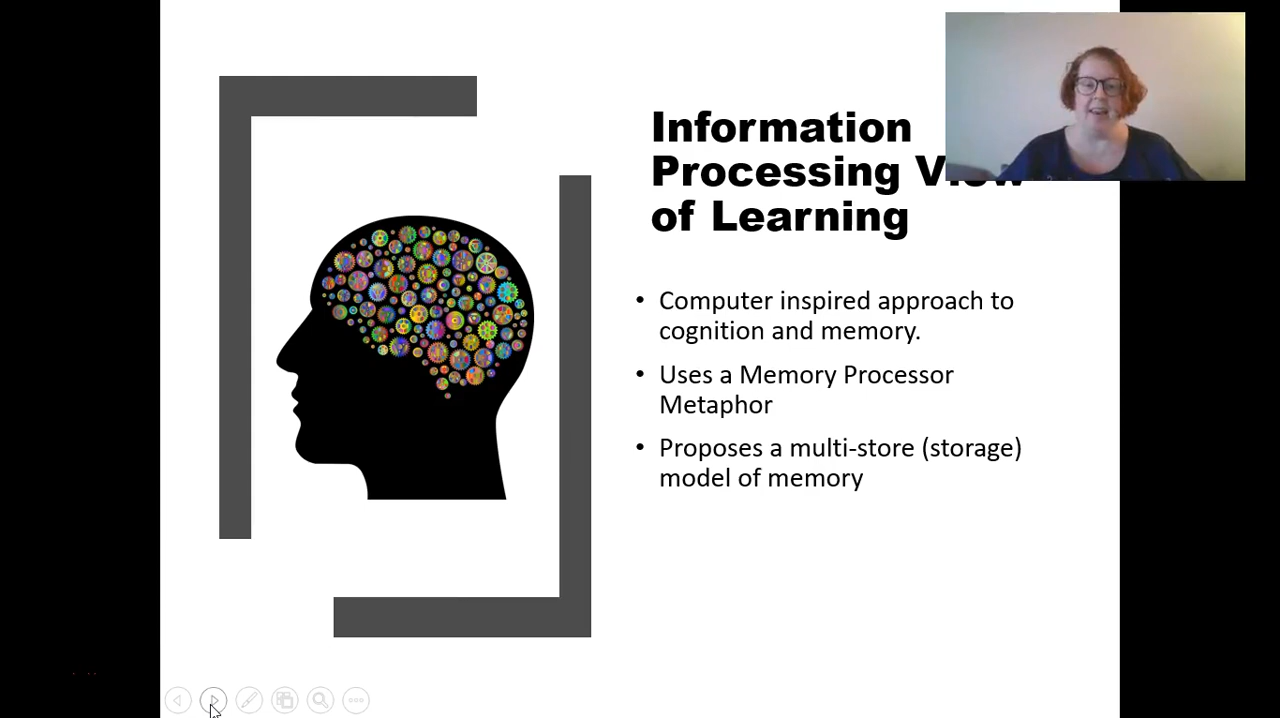 Information
Processing View
of Learning
• Computer inspired approach to
cognition and memory.
• Uses a Memory Processor
Metaphor
• Proposes a multi-store (storage)
model of memory